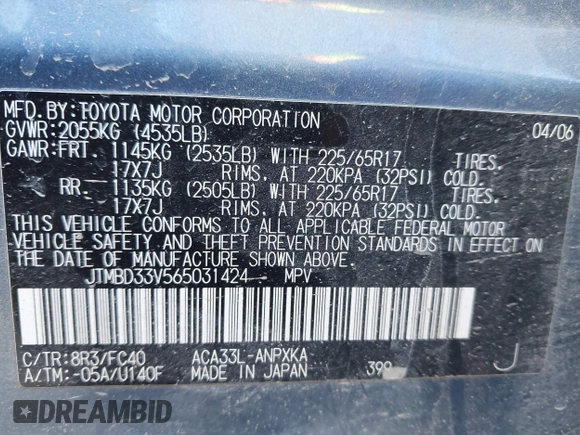 MFD.BY:TOYOTA MOTOR CORPORATION 04/06
GVWR:2055KG (4535LB)
GAWR:FRT. 1145KG (2535LB) WITH 225/65R17 TIRES.
17X7J RIMS. AT 220KPA (32PSI) COLD.
RR. 1135KG (2505LB) WITH 225/65R17 TIRES.
17X7J RIMS. AT 220KPA (32PSI) COLD.
THIS VEHICLE CONFORMS TO ALL APPLICABLE FEDERAL MOTOR
VEHICLE SAFETY AND THEFT PREVENTION STANDARDS IN EFFECT ON
THE DATE OF MANUFACTURE SHOWN ABOVE.
JTMBD33V565031424 MPV
C/TR:8R3/FC40 ACA33L-ANPXKA
A/TM:-05A/U140F MADE IN JAPAN 399 J
DREAMBID